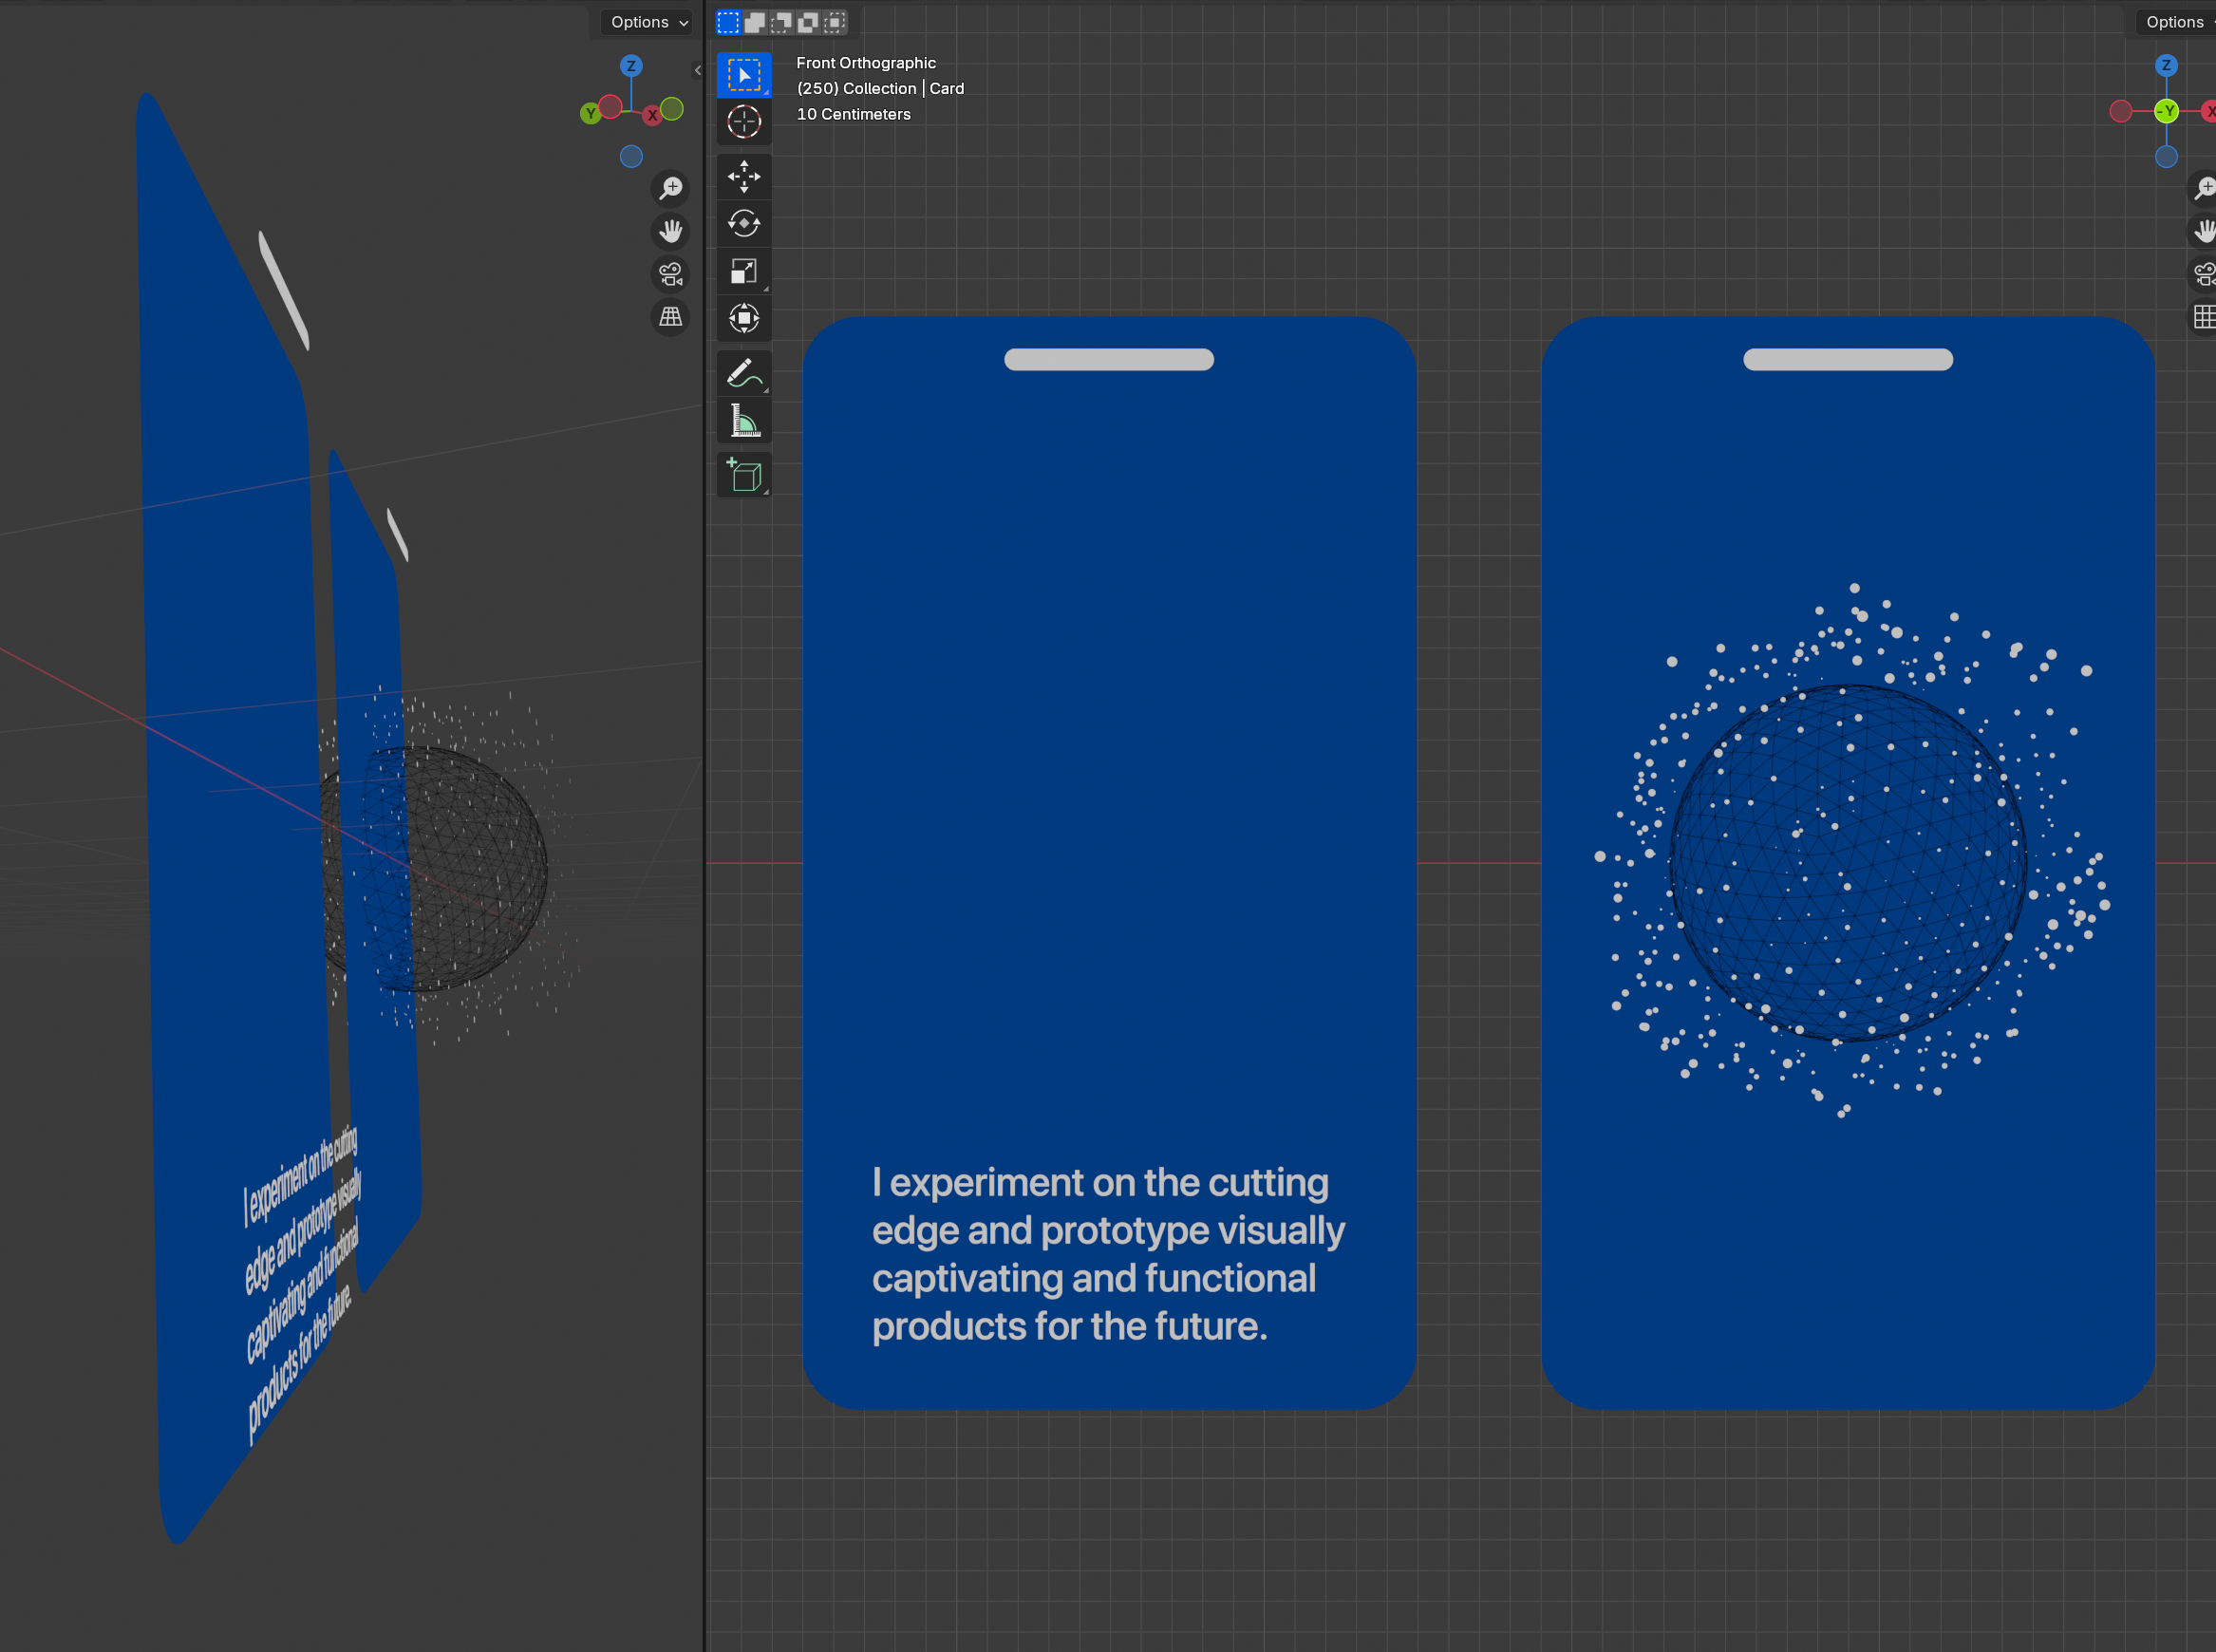 Options
Z
Y
X
I experiment on the cutting
edge and prototype visually
captivating and functional
products for the future.
Front Orthographic
(250) Collection | Card
10 Centimeters
Options
Z
-Y
X
I experiment on the cutting
edge and prototype visually
captivating and functional
products for the future.